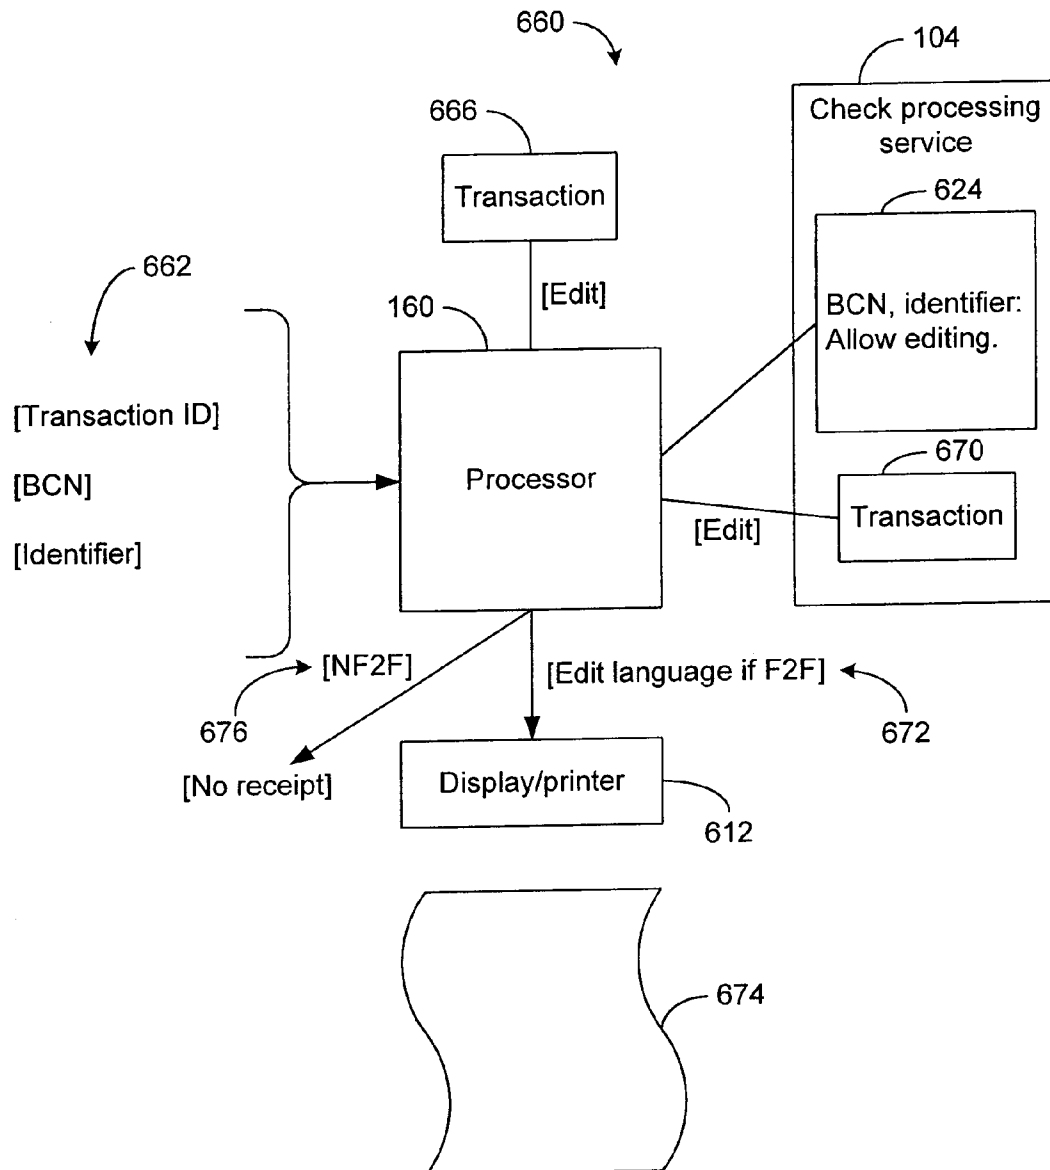 660
104
Check processing
service
666
Transaction
624
BCN, identifier:
Allow editing.
662
[Edit]
160
[Transaction ID]
[BCN]
[Identifier]
Processor
670
Transaction
[Edit]
[NF2F]
[Edit language if F2F]
676
672
[No receipt]
Display/printer
612
674